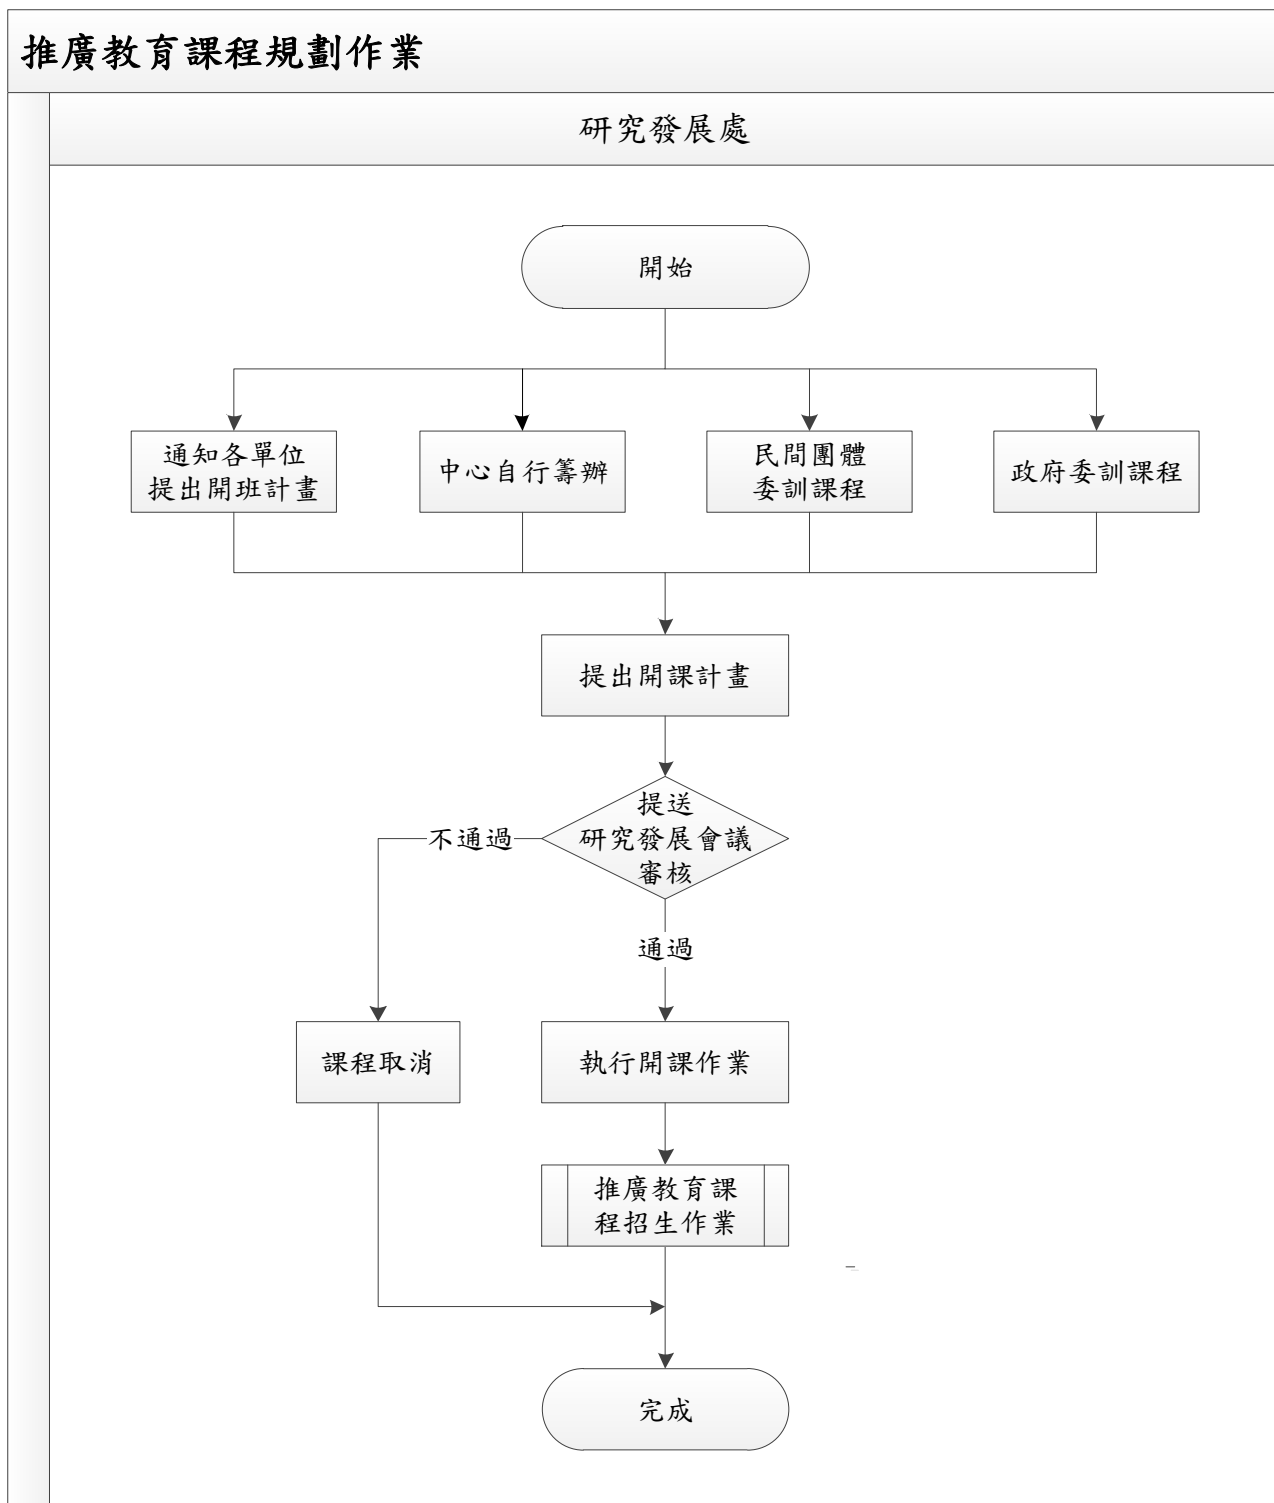 推廣教育課程規劃作業
研究發展處
開始
通知各單位
提出開班計畫
中心自行籌辦
民間團體
委訓課程
政府委訓課程
提出開課計畫
提送
研究發展會議
審核
不通過
通過
課程取消
執行開課作業
推廣教育課
程招生作業
完成